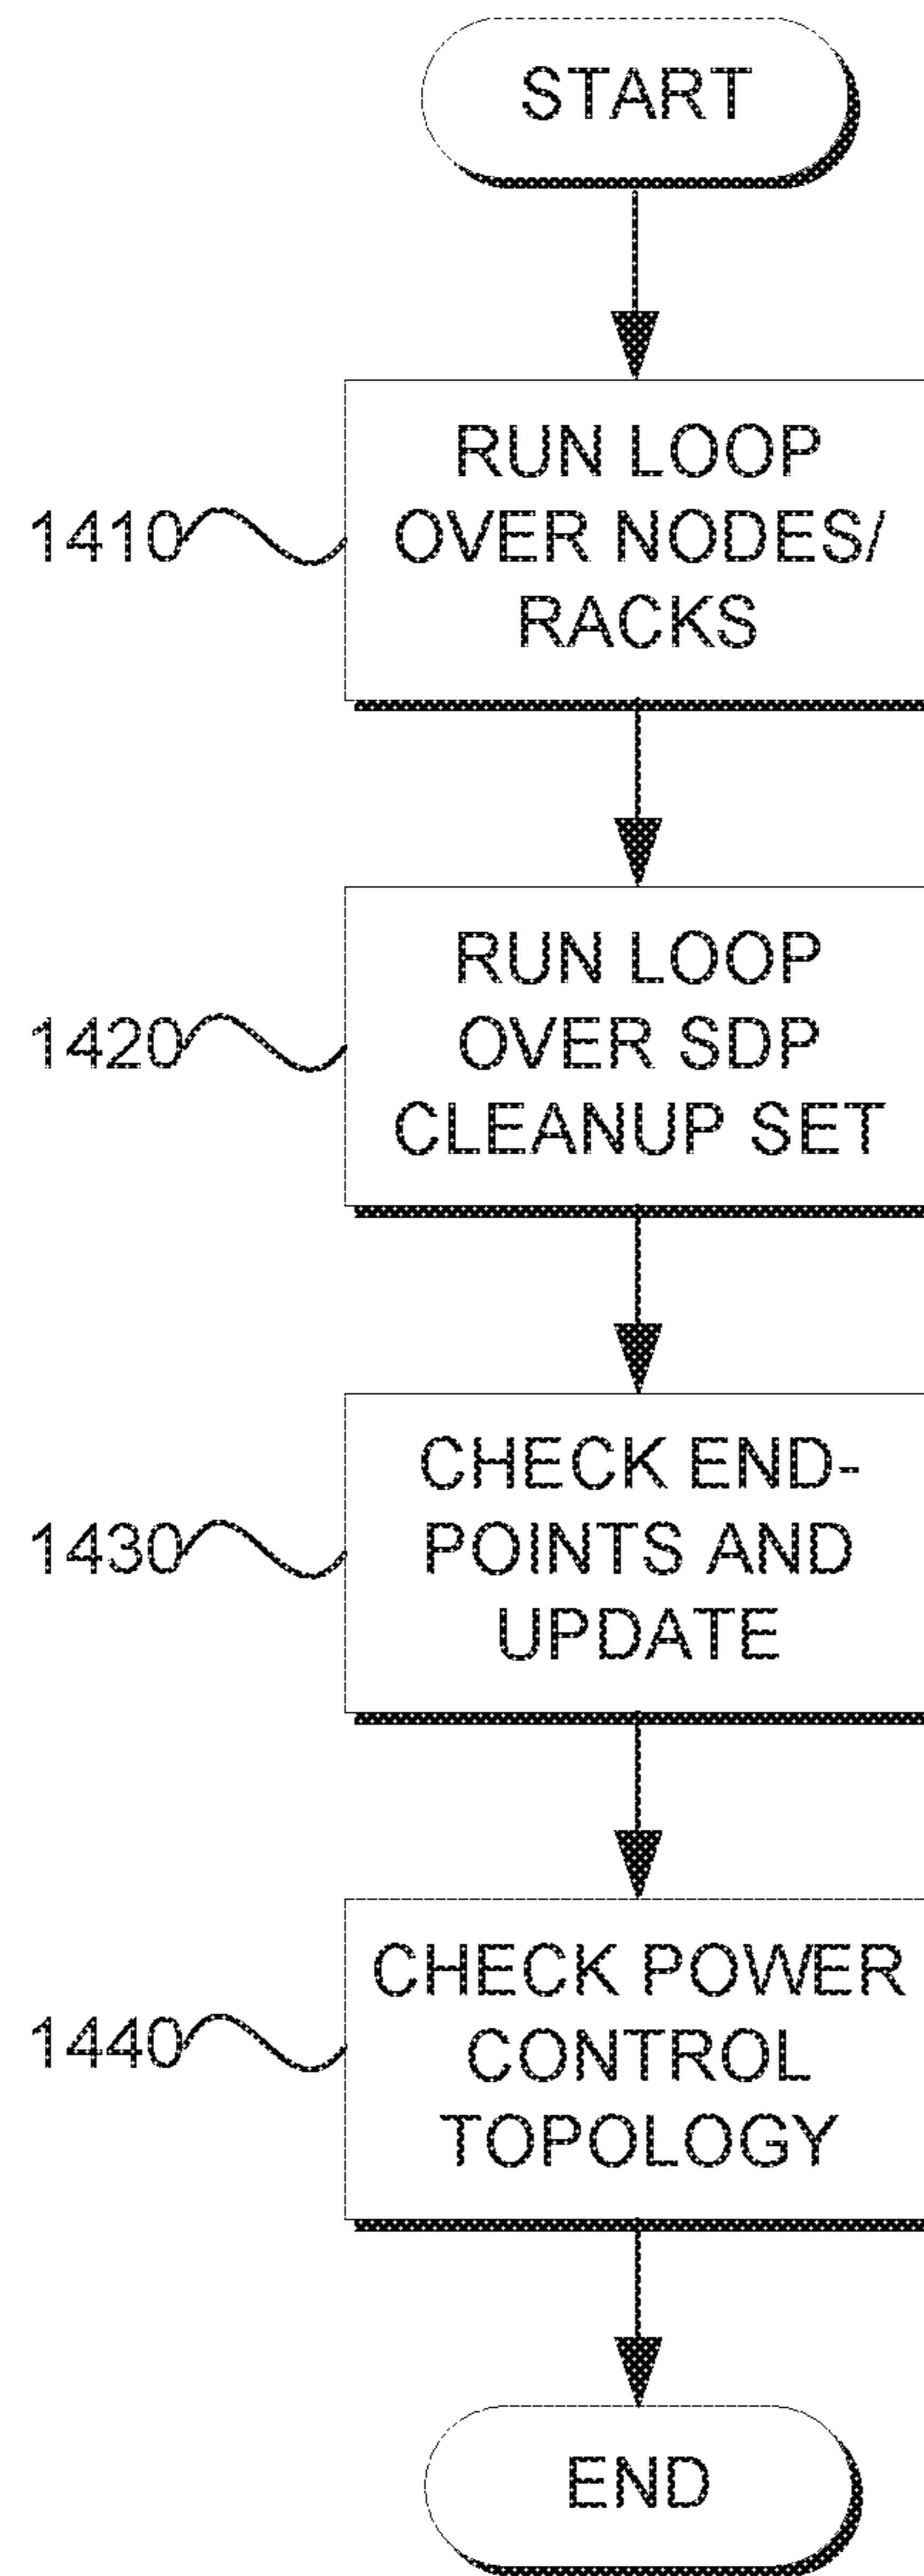 START
RUN LOOP
OVER NODES/
RACKS
1410
RUN LOOP
OVER SDP
CLEANUP SET
1420
CHECK END-
POINTS AND
UPDATE
1430
CHECK POWER
CONTROL
TOPOLOGY
1440
END